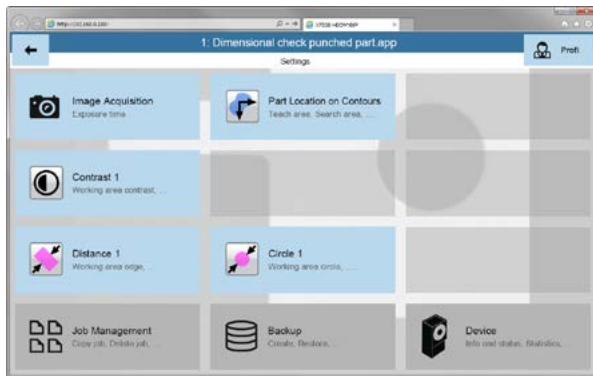 1: Dimensional check punched part.app
Settings
Profi
Image Acquisition
Exposure time
Part Location on Contours
Teach area, Search area, ...
Contrast 1
Working area contrast, ...
Distance 1
Working area edge, ...
Circle 1
Working area circle, ...
Job Management
Copy job, Delete job, ...
Backup
Create, Restore, ...
Device
Info and status, Statistics, ...